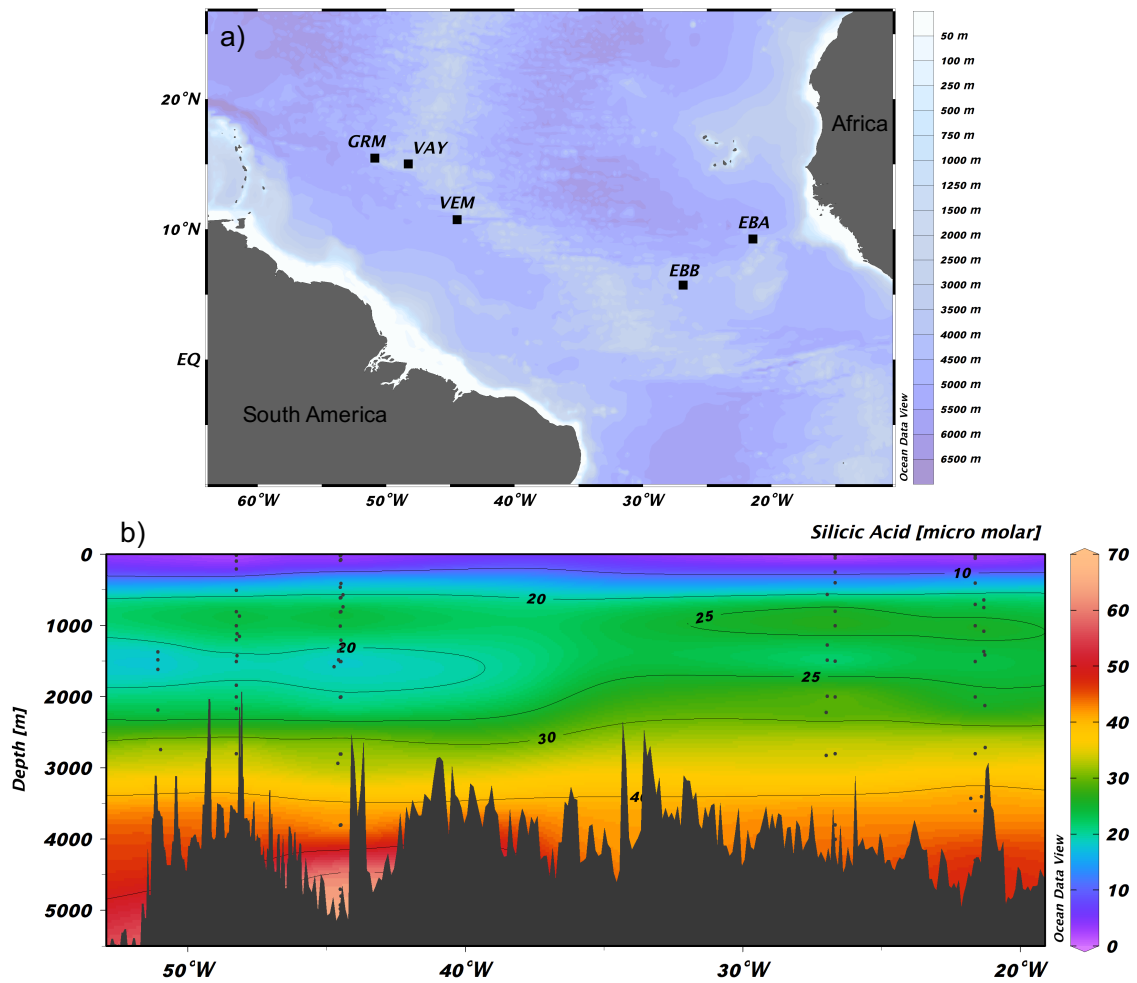 a)
20°N
10°N
EQ
GRM
VAY
VEM
EBA
EBB
Africa
South America
60°W
50°W
40°W
30°W
20°W
50 m
100 m
250 m
500 m
750 m
1000 m
1250 m
1500 m
2000 m
2500 m
3000 m
3500 m
4000 m
4500 m
5000 m
5500 m
6000 m
6500 m
Ocean Data View
b)
Silicic Acid [micro molar]
Depth [m]
0
1000
2000
3000
4000
5000
10
20
25
20
25
30
50°W
40°W
30°W
20°W
70
60
50
40
30
20
10
0
Ocean Data View